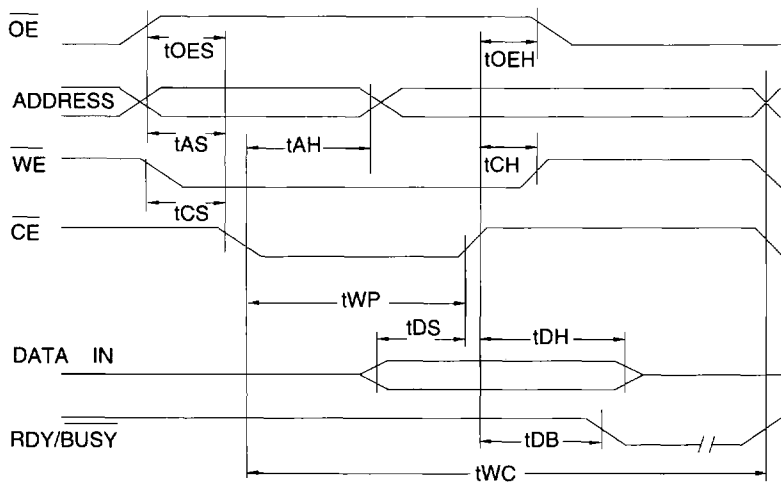 OE
tOES
tOEH
ADDRESS
tAS
tAH
WE
tCH
tCS
CE
tWP
tDS
tDH
DATA IN
RDY/BUSY
tDB
tWC